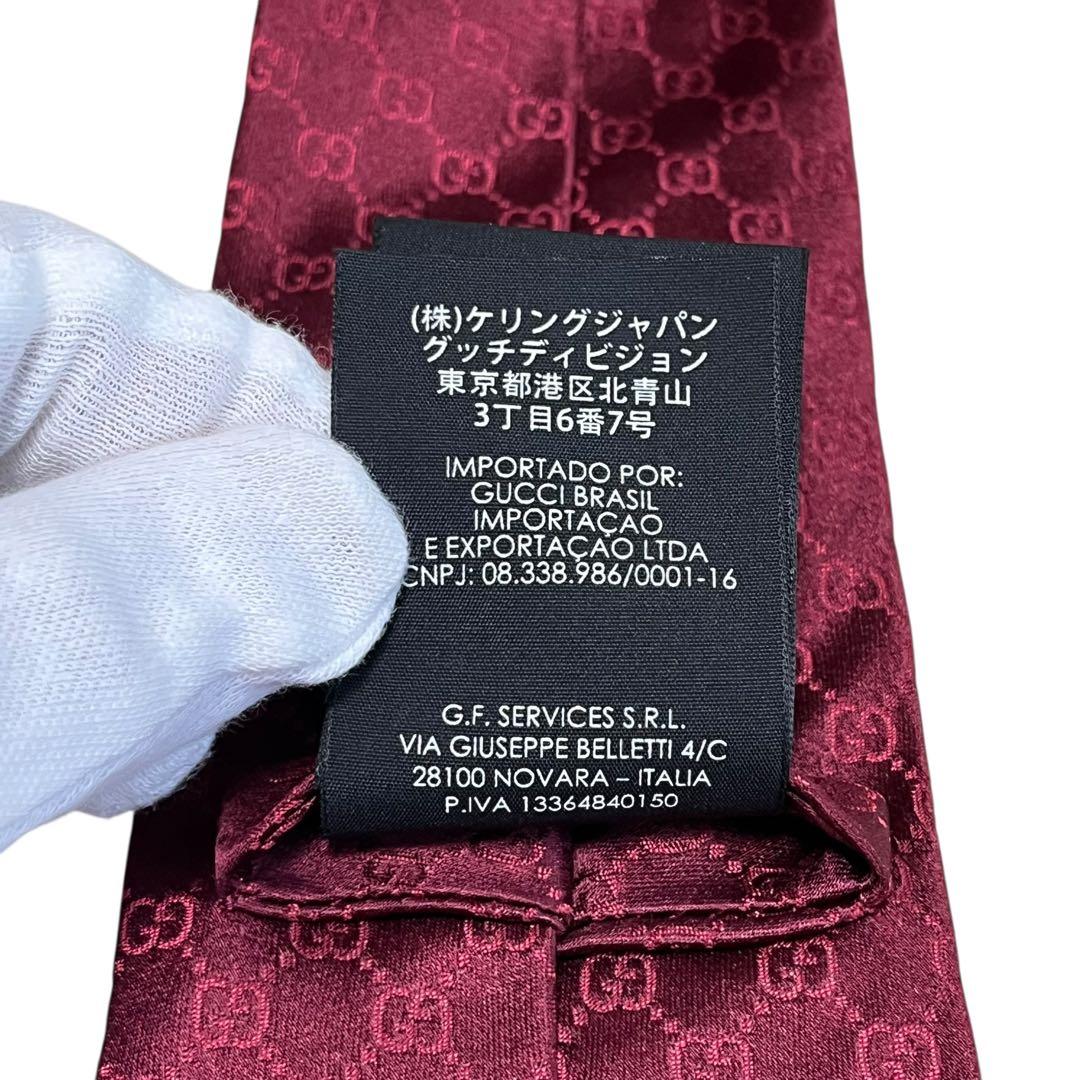 (株)ケリングジャパン
グッチディビジョン
東京都港区北青山
3丁目6番7号
IMPORTADO POR:
GUCCI BRASIL
IMPORTAÇAO
E EXPORTAÇAO LTDA
CNPJ: 08.338.986/0001-16
G.F. SERVICES S.R.L.
VIA GIUSEPPE BELLETTI 4/C
28100 NOVARA – ITALIA
P.IVA 13364840150